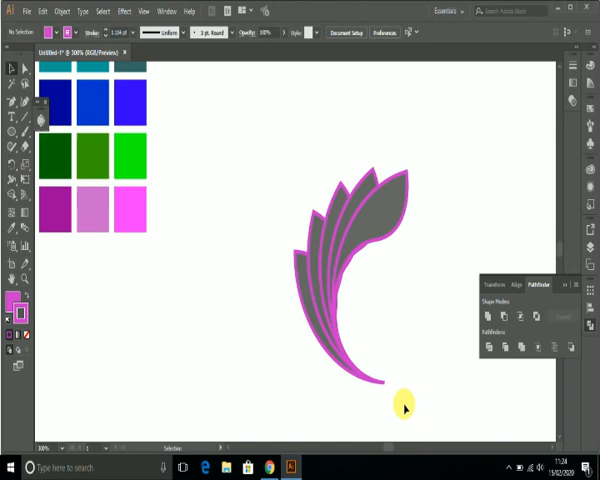 Ai File Edit Object Type Select Effect View Window Help
Essentials
Search Adobe Stock
No Selection Stroke: Uniform 3 pt. Round Opacity: 100% Style: Document Setup Preferences
Untitled-1* @ 300% (RGB/Preview)
Transform Align Pathfinder
Shape Modes:
Expand
Pathfinders:
300% 1 Selection
Type here to search
Ai
11:24
15/02/2020